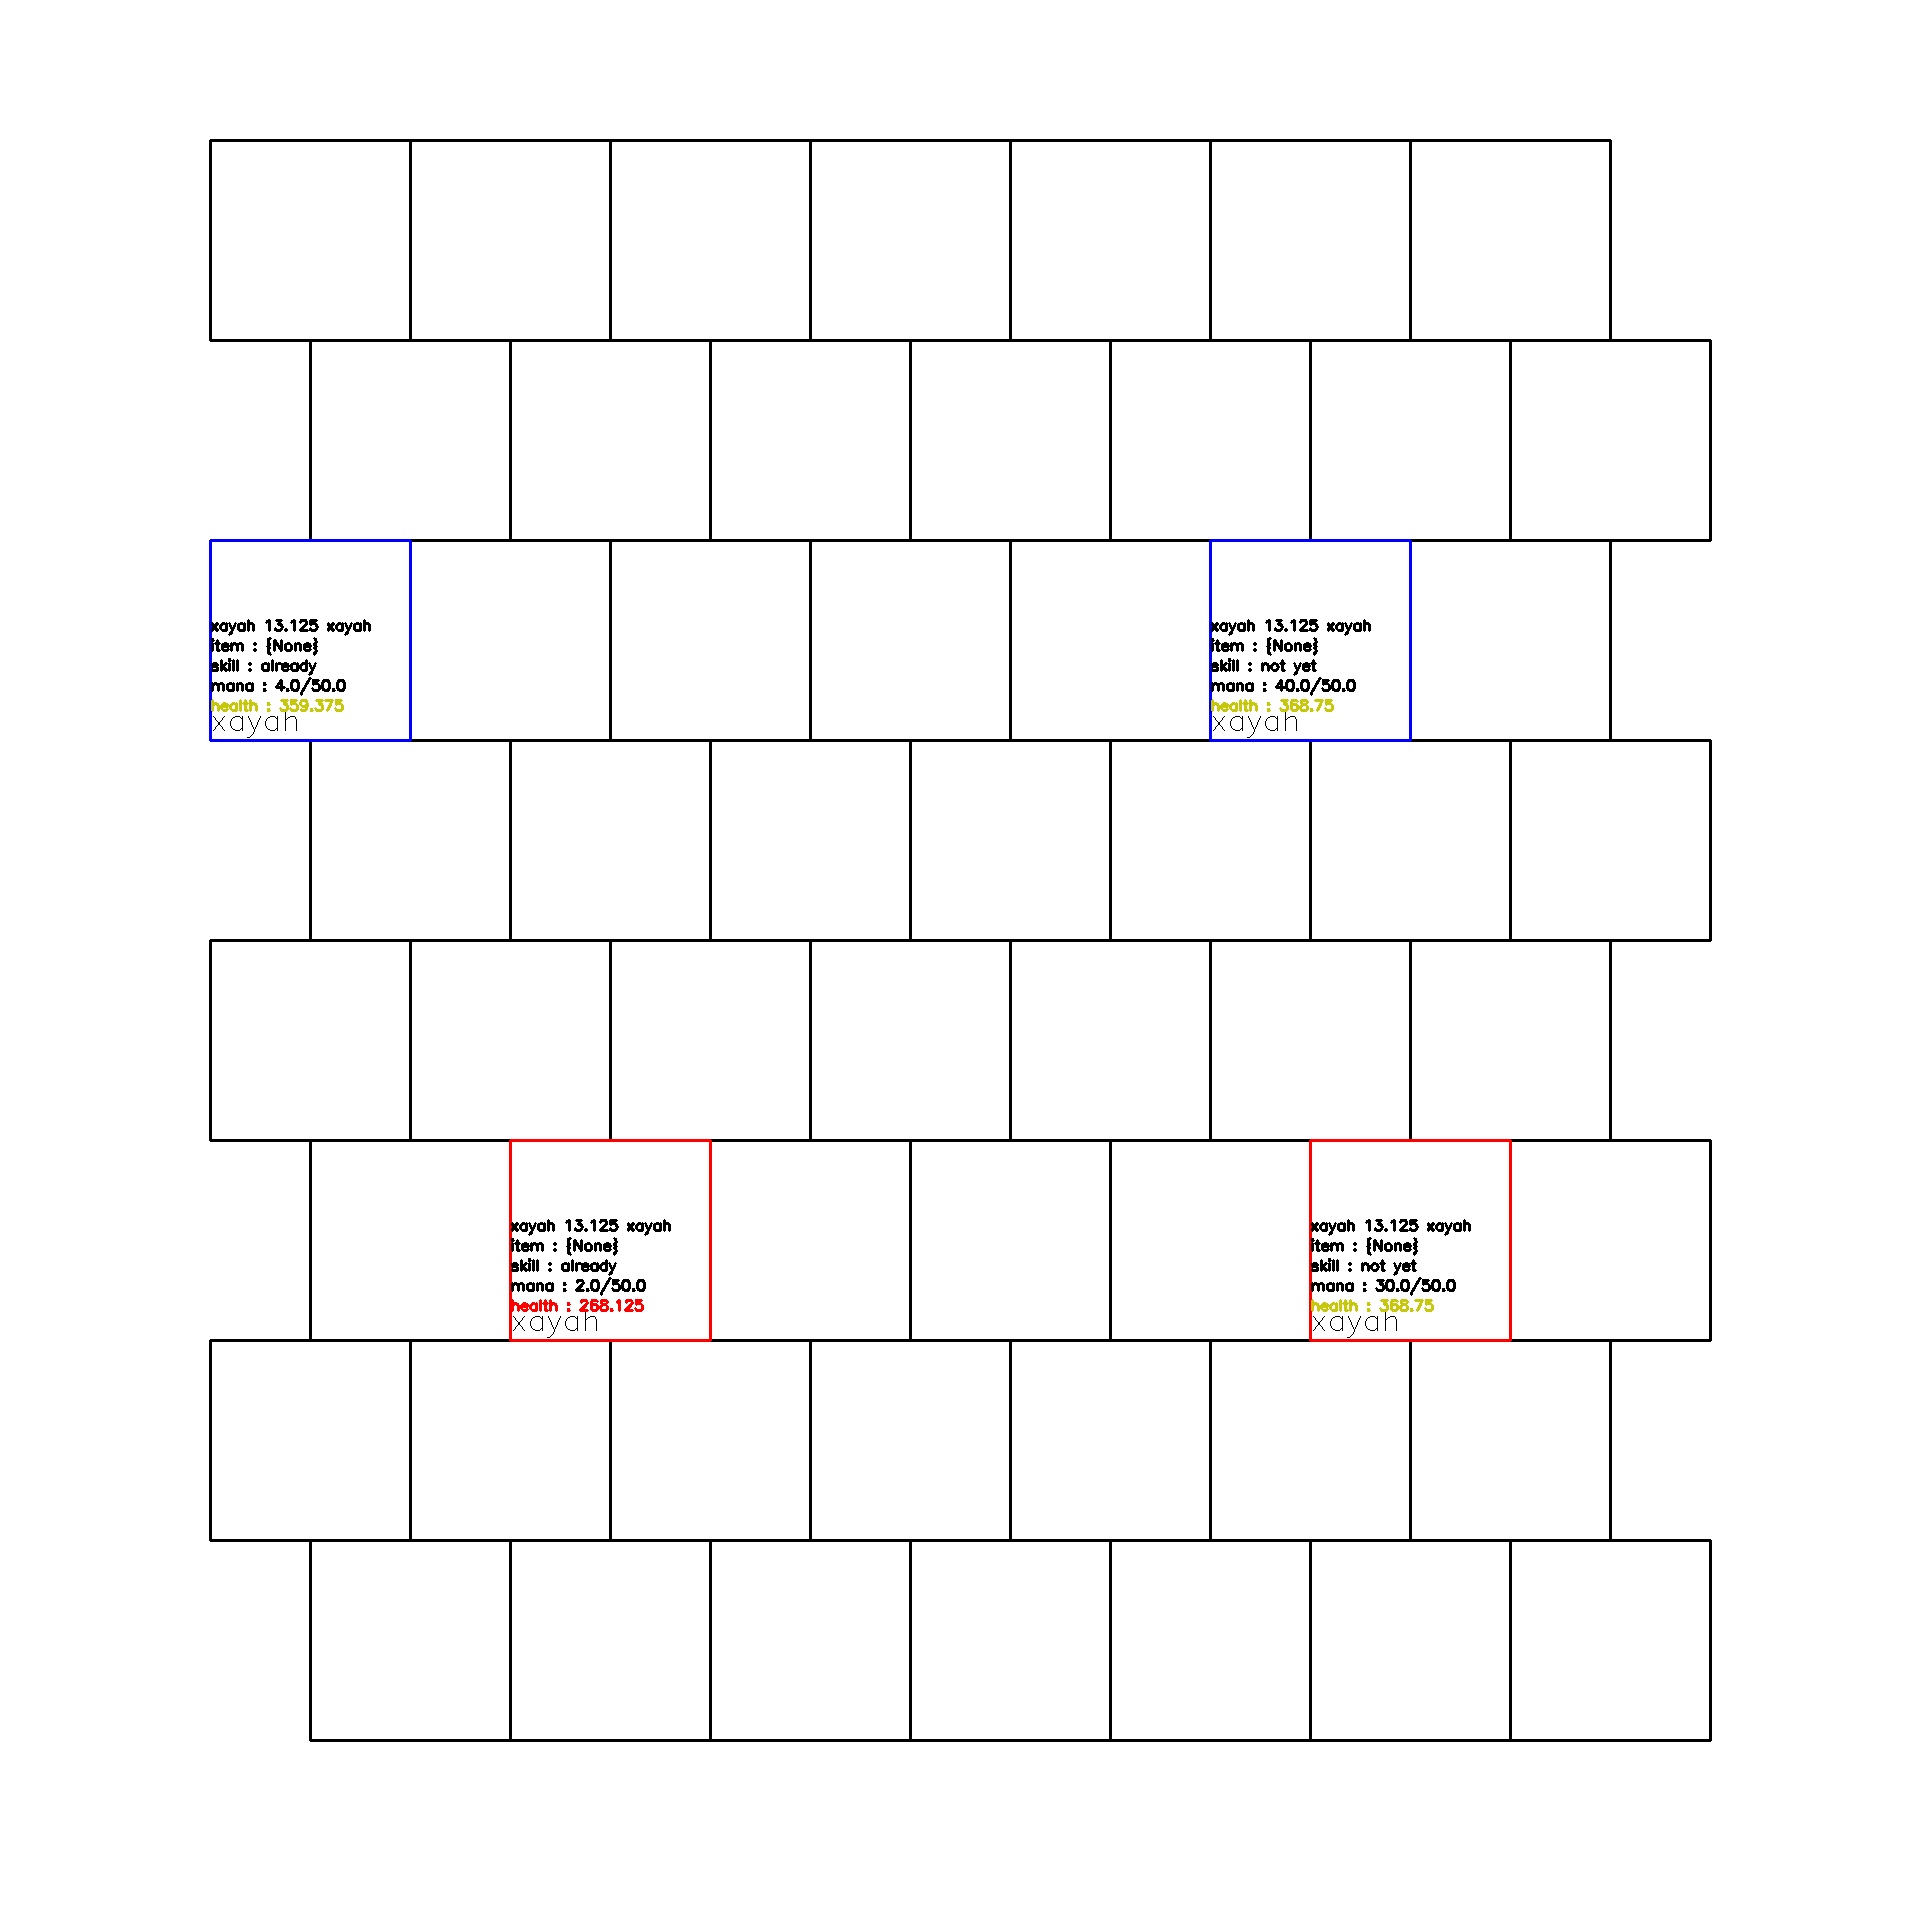 xayah 13.125 xayah
item : {None}
skill : already
mana : 4.0/50.0
health : 359.375
xayah
xayah 13.125 xayah
item : {None}
skill : not yet
mana : 40.0/50.0
health : 368.75
xayah
xayah 13.125 xayah
item : {None}
skill : already
mana : 2.0/50.0
health : 268.125
xayah
xayah 13.125 xayah
item : {None}
skill : not yet
mana : 30.0/50.0
health : 368.75
xayah